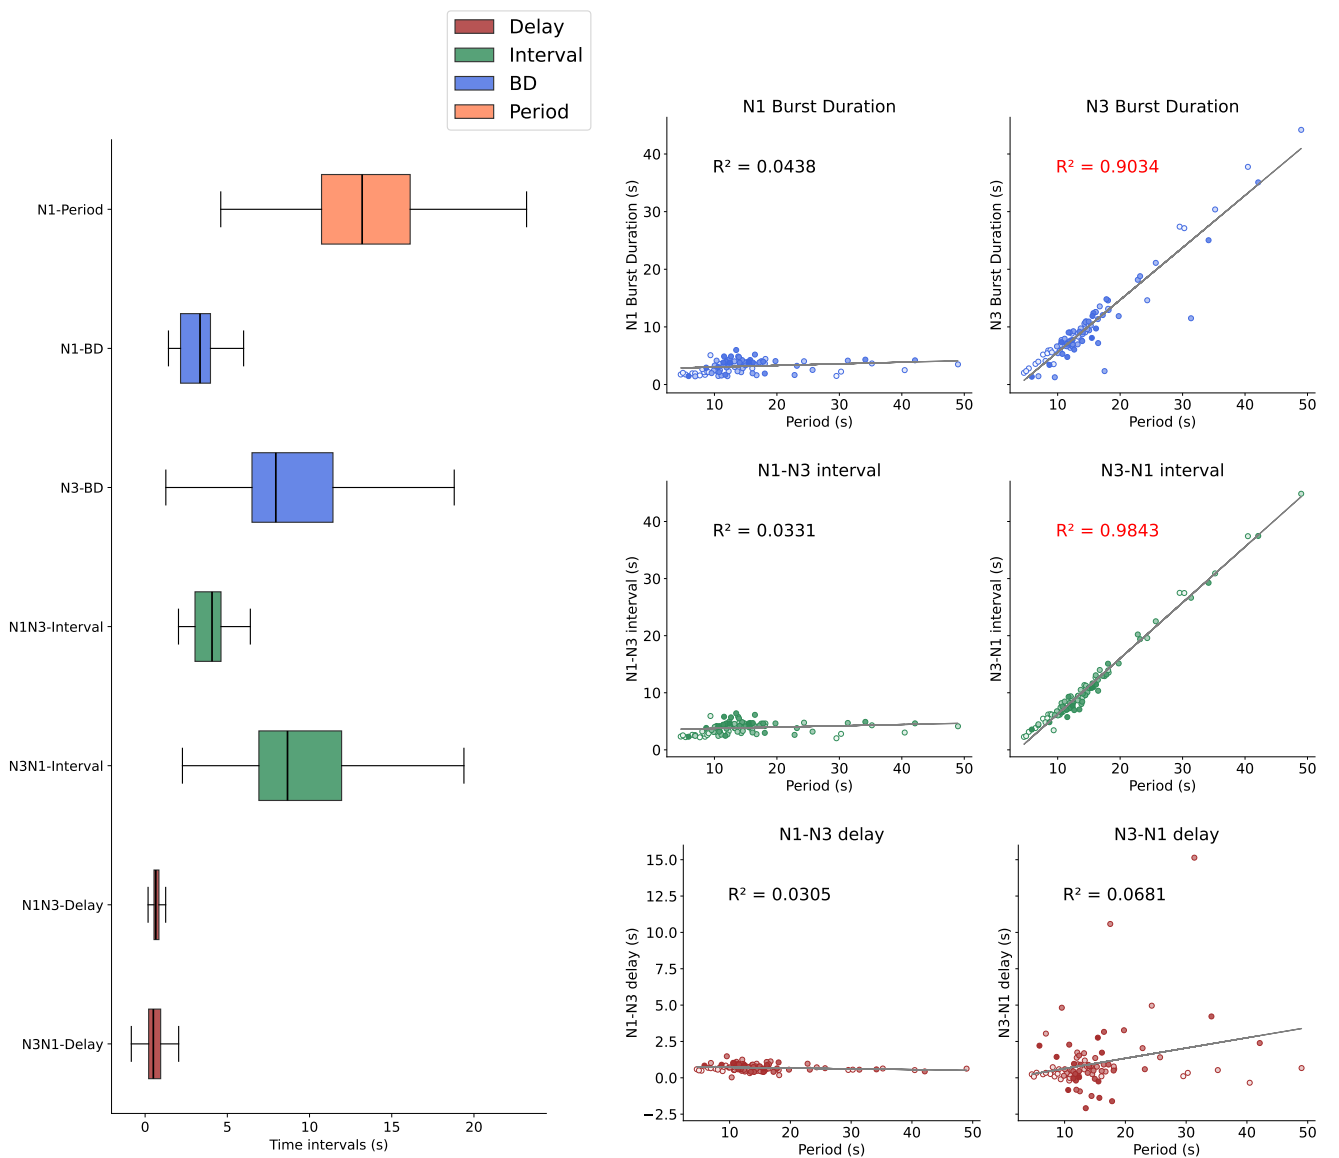 Delay
Interval
BD
Period
N1-Period
N1-BD
N3-BD
N1N3-Interval
N3N1-Interval
N1N3-Delay
N3N1-Delay
0 5 10 15 20
Time intervals (s)
N1 Burst Duration
R² = 0.0438
N1 Burst Duration (s)
40
30
20
10
0
10 20 30 40 50
Period (s)
N3 Burst Duration
R² = 0.9034
N3 Burst Duration (s)
10 20 30 40 50
Period (s)
N1-N3 interval
R² = 0.0331
N1-N3 interval (s)
40
30
20
10
0
10 20 30 40 50
Period (s)
N3-N1 interval
R² = 0.9843
N3-N1 interval (s)
10 20 30 40 50
Period (s)
N1-N3 delay
R² = 0.0305
N1-N3 delay (s)
15.0
12.5
10.0
7.5
5.0
2.5
0.0
−2.5
10 20 30 40 50
Period (s)
N3-N1 delay
R² = 0.0681
N3-N1 delay (s)
10 20 30 40 50
Period (s)